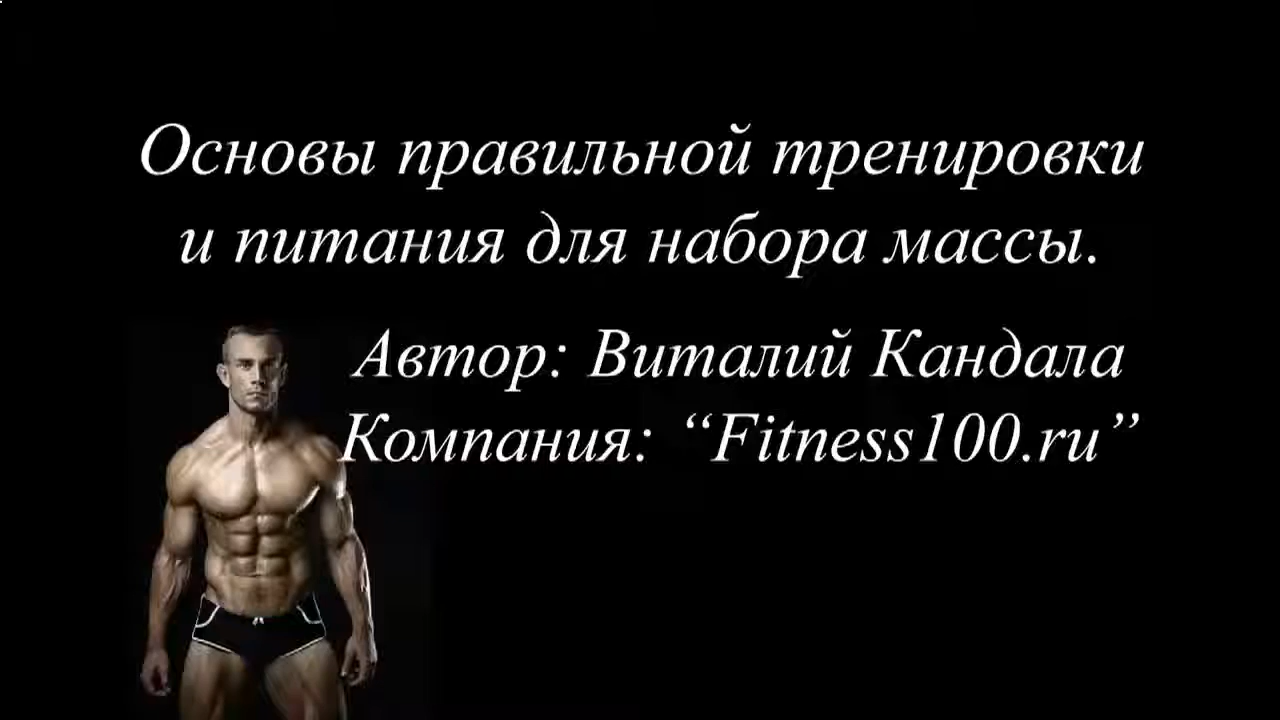 Основы правильной тренировки
и питания для набора массы.
Автор: Виталий Кандала
Компания: “Fitness100.ru”